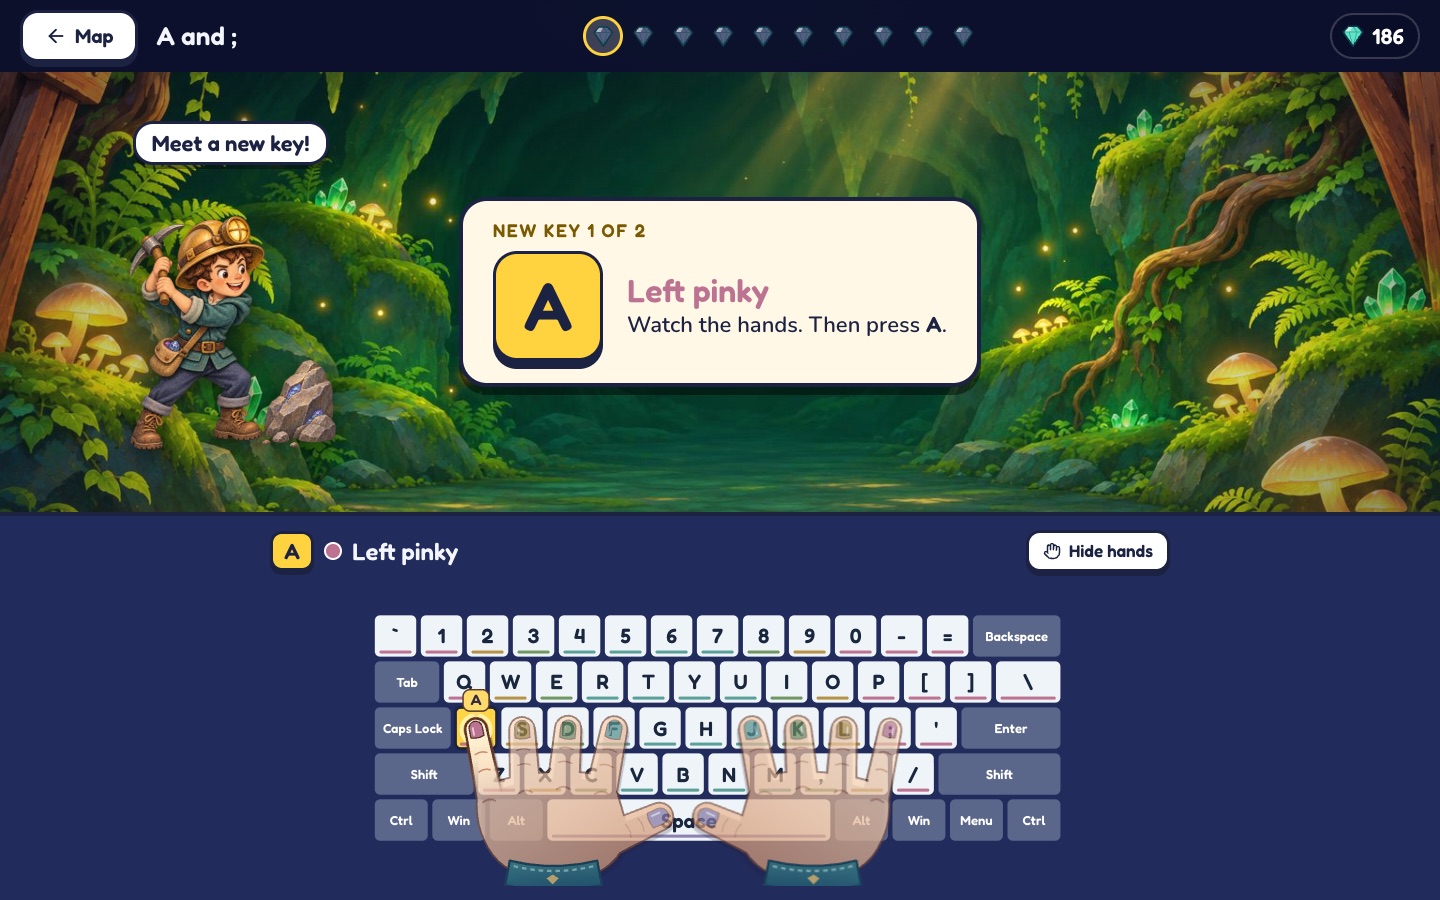 Map
A and ;
186
Meet a new key!
NEW KEY 1 OF 2
A
Left pinky
Watch the hands. Then press A.
A Left pinky
Hide hands
` 1 2 3 4 5 6 7 8 9 0 - = Backspace
Tab Q W E R T Y U I O P [ ] \
A
Caps Lock S D F G H J K L ; ' Enter
Shift Z X C V B N M , . / Shift
Ctrl Win Alt Space Alt Win Menu Ctrl